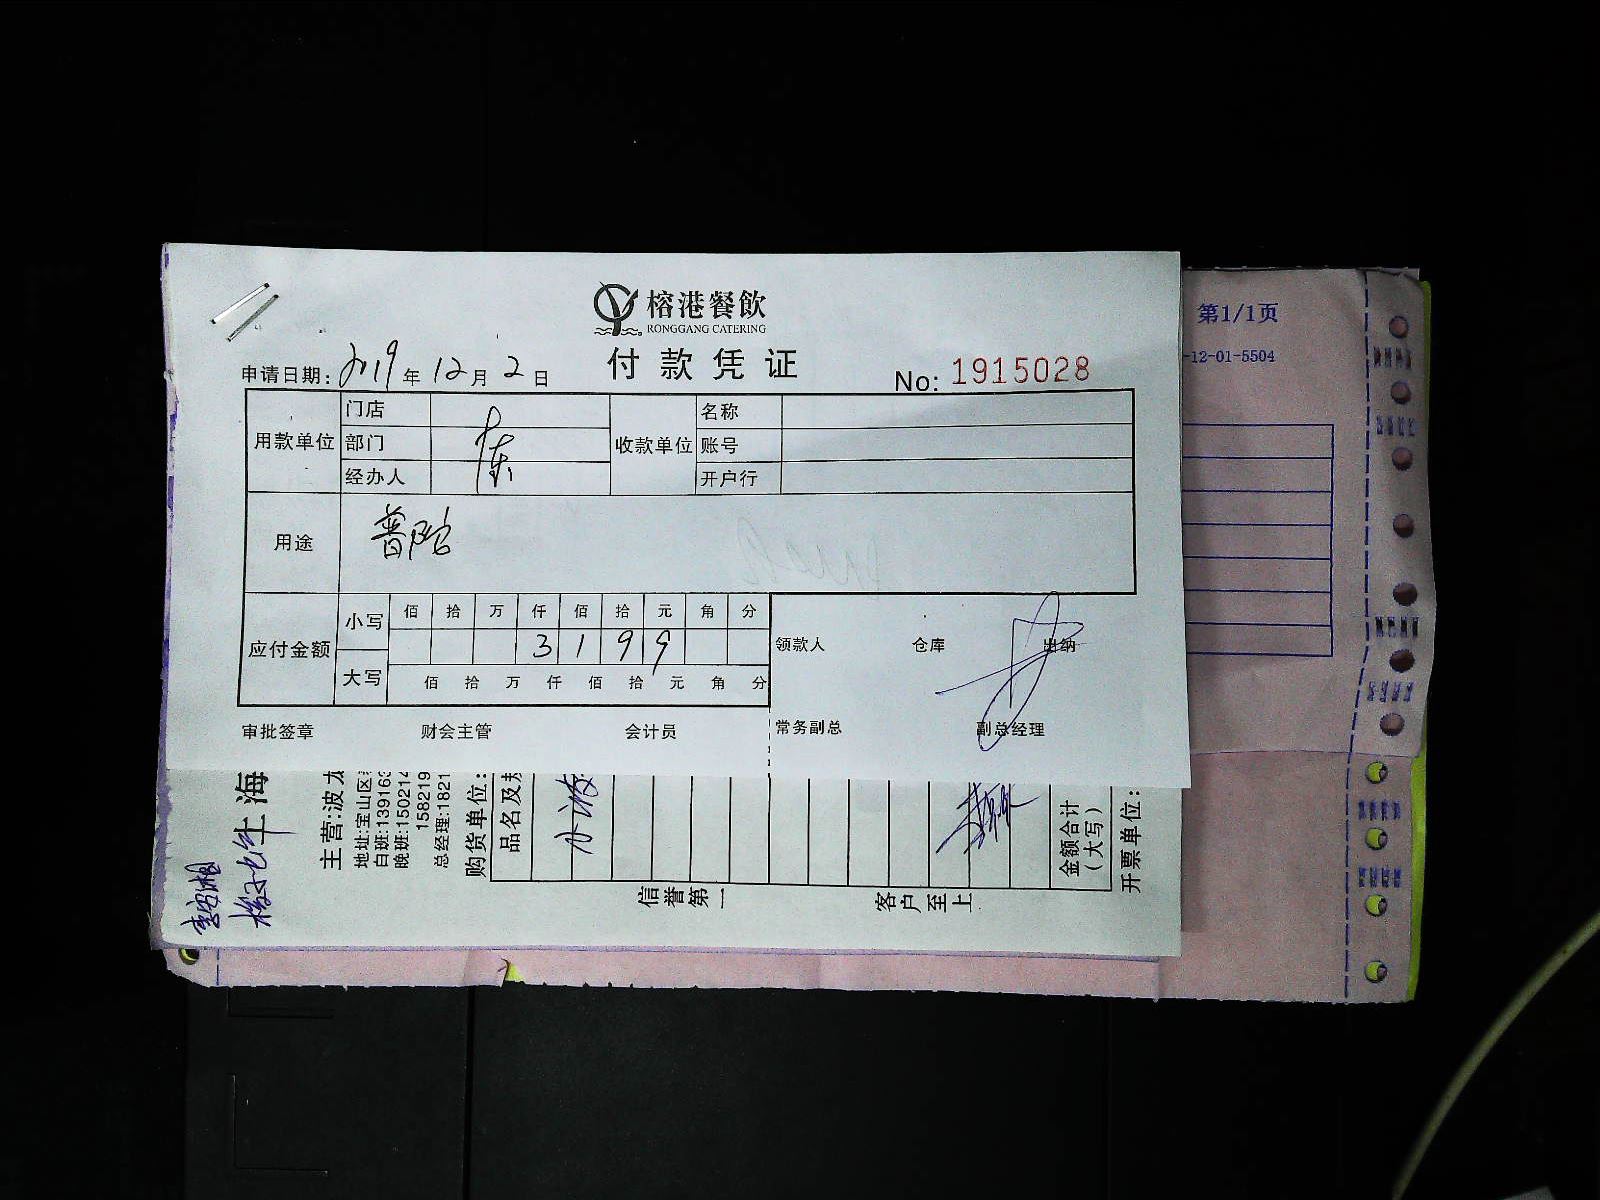 榕港餐飲
RONGGANG CATERING
付款凭证
申请日期: 2019年12月2日
No: 1915028
用款单位 门店 收款单位 名称
部门 陈 账号
经办人 开户行
用途 普陀
应付金额 小写 佰 拾 万 仟 佰 拾 元 角 分
3 1 9 9
大写 佰 拾 万 仟 佰 拾 元 角 分
领款人 仓库 出纳
审批签章 财会主管 会计员 常务副总 副总经理
第1/1页
-12-01-5504
海
主营:波龙
地址:宝山区
白班:139163
晚班:150214
158219
总经理:1821
购货单位:
品名及规
小波
金额合计
(大写)
开票单位:
信誉第一 客户至上